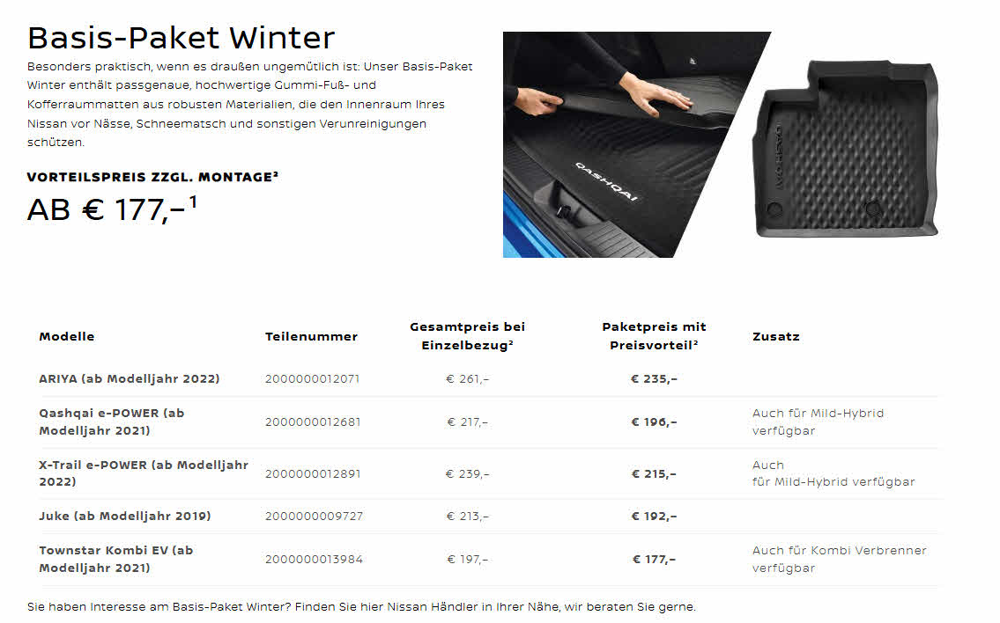 Basis-Paket Winter
Besonders praktisch, wenn es draußen ungemütlich ist: Unser Basis-Paket
Winter enthält passgenaue, hochwertige Gummi-Fuß- und
Kofferraummatten aus robusten Materialien, die den Innenraum Ihres
Nissan vor Nässe, Schneematsch und sonstigen Verunreinigungen
schützen.
VORTEILSPREIS ZZGL. MONTAGE²
AB € 177,–¹
QASHQAI
QASHQAI
Modelle Teilenummer Gesamtpreis bei Einzelbezug² Paketpreis mit Preisvorteil² Zusatz
ARIYA (ab Modelljahr 2022) 2000000012071 € 261,– € 235,–
Qashqai e-POWER (ab Modelljahr 2021) 2000000012681 € 217,– € 196,– Auch für Mild-Hybrid verfügbar
X-Trail e-POWER (ab Modelljahr 2022) 2000000012891 € 239,– € 215,– Auch für Mild-Hybrid verfügbar
Juke (ab Modelljahr 2019) 2000000009727 € 213,– € 192,–
Townstar Kombi EV (ab Modelljahr 2021) 2000000013984 € 197,– € 177,– Auch für Kombi Verbrenner verfügbar
Sie haben Interesse am Basis-Paket Winter? Finden Sie hier Nissan Händler in Ihrer Nähe, wir beraten Sie gerne.